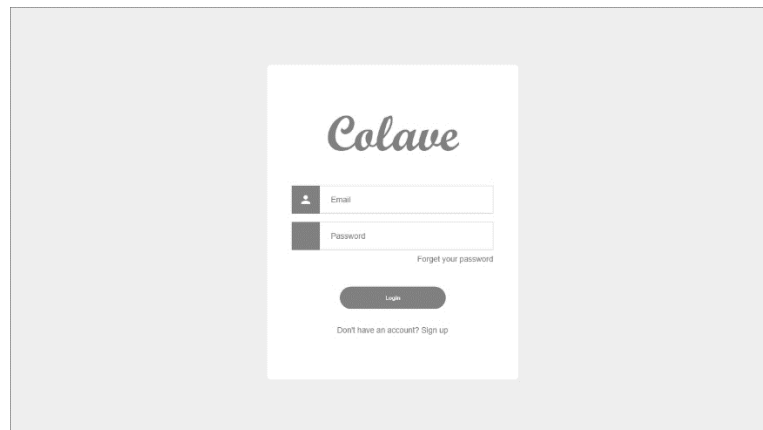 Colave
Email
Password
Forget your password
Login
Don't have an account? Sign up